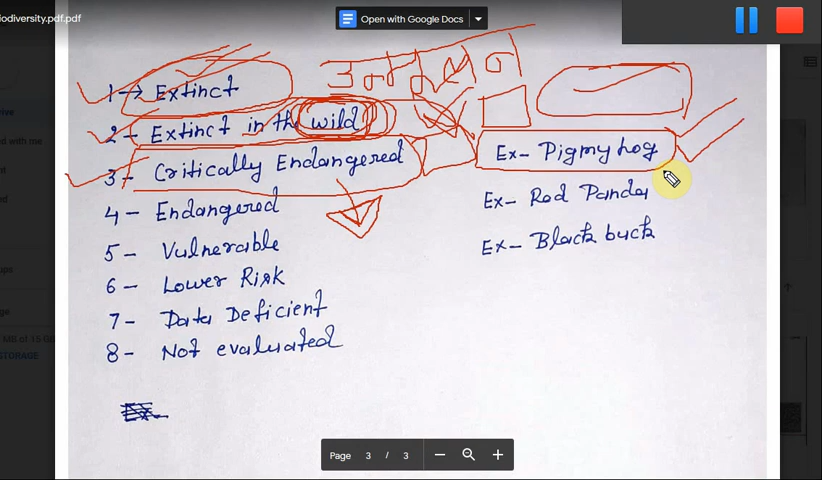 iodiversity.pdf.pdf
Open with Google Docs
1→ Extinct
2- Extinct in the wild
3- Critically Endangered
Ex- Pigmy hog
4- Endangered
Ex- Red Panda
5- Vulnerable
Ex- Black buck
6- Lower Risk
7- Data Deficient
8- Not evaluated
Page 3 / 3